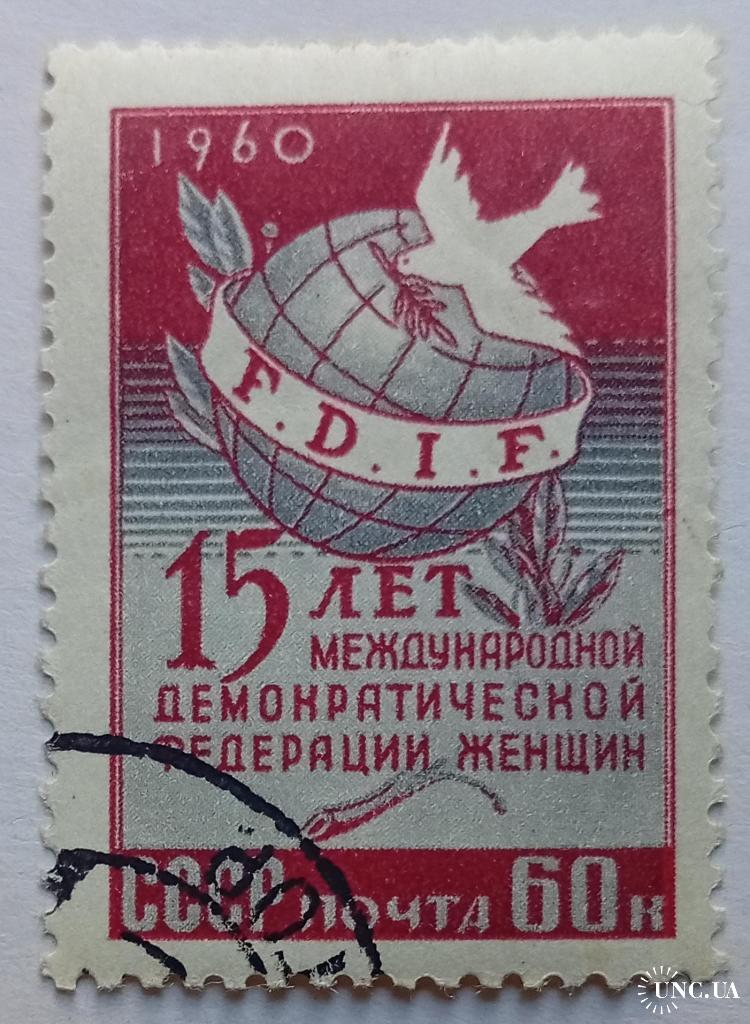 1960
F. D. I. F.
15 ЛЕТ
МЕЖДУНАРОДНОЙ
ДЕМОКРАТИЧЕСКОЙ
ФЕДЕРАЦИИ ЖЕНЩИН
СССР ПОЧТА 60 К
UNC.UA